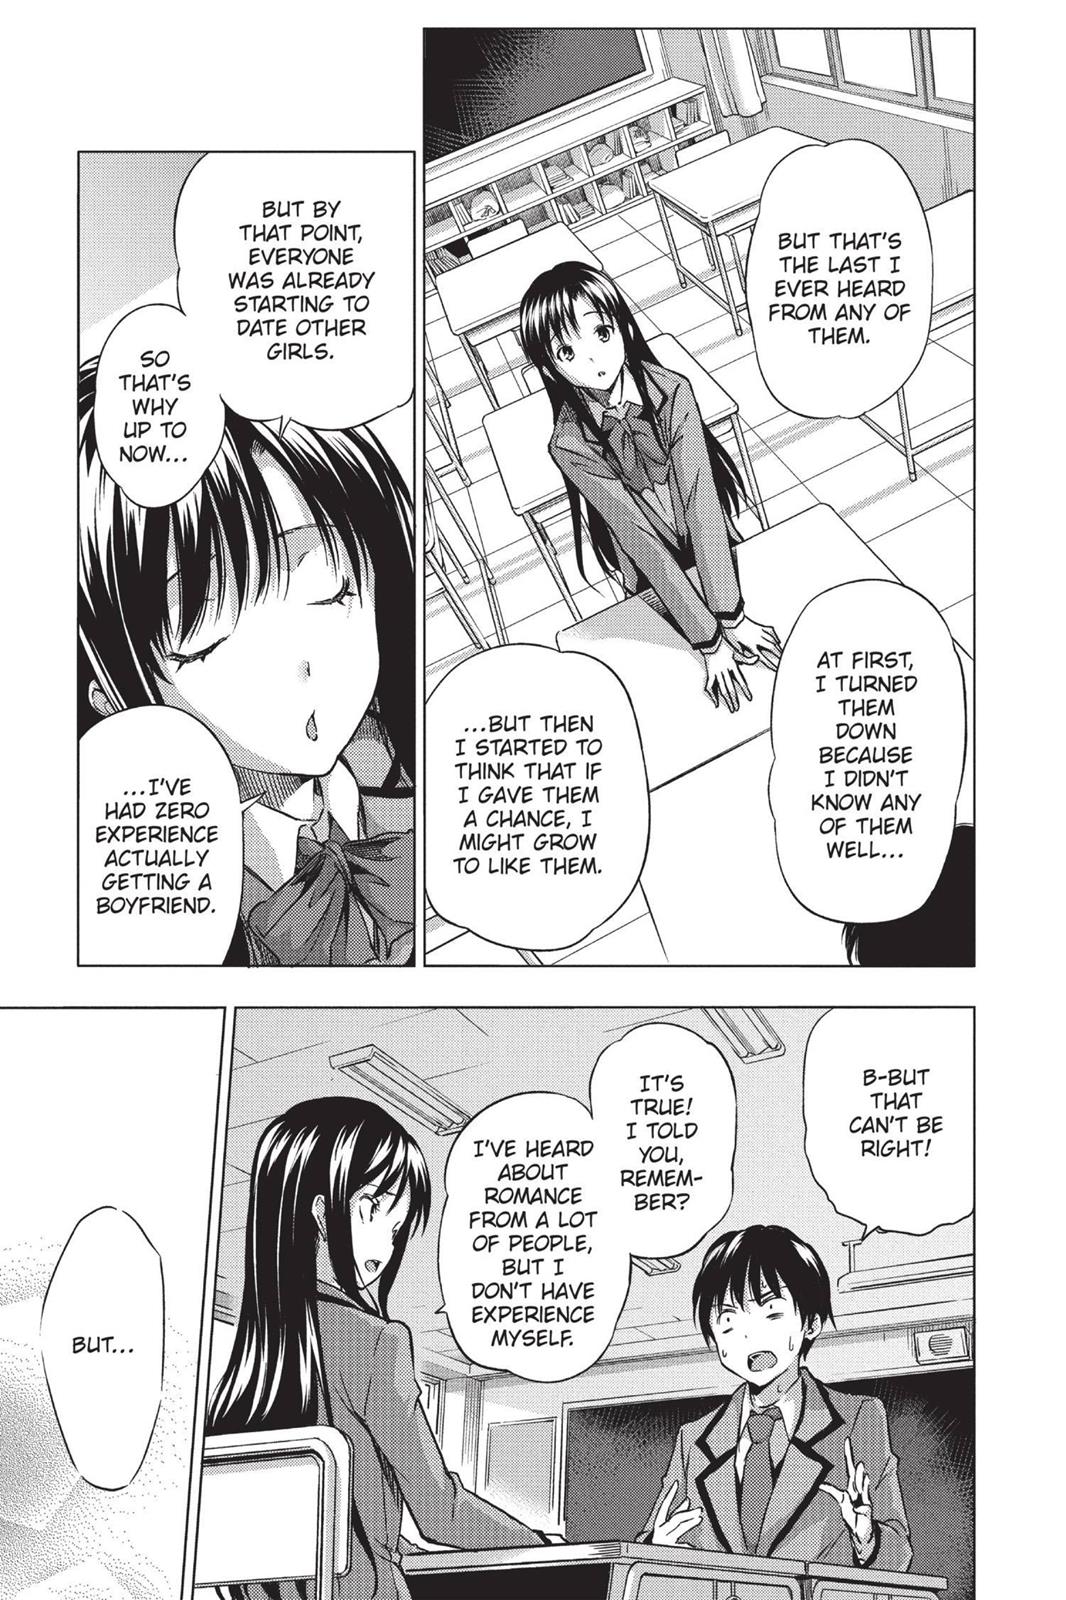 BUT THAT'S
THE LAST I
EVER HEARD
FROM ANY OF
THEM.
AT FIRST,
I TURNED
THEM
DOWN
BECAUSE
I DIDN'T
KNOW ANY
OF THEM
WELL...
...BUT THEN
I STARTED TO
THINK THAT IF
I GAVE THEM
A CHANCE, I
MIGHT GROW
TO LIKE THEM.
BUT BY
THAT POINT,
EVERYONE
WAS ALREADY
STARTING TO
DATE OTHER
GIRLS.
SO
THAT'S
WHY
UP TO
NOW...
...I'VE
HAD ZERO
EXPERIENCE
ACTUALLY
GETTING A
BOYFRIEND.
B-BUT
THAT
CAN'T BE
RIGHT!
IT'S
TRUE!
I TOLD
YOU,
REMEM-
BER?
I'VE HEARD
ABOUT
ROMANCE
FROM A LOT
OF PEOPLE,
BUT I
DON'T HAVE
EXPERIENCE
MYSELF.
BUT...